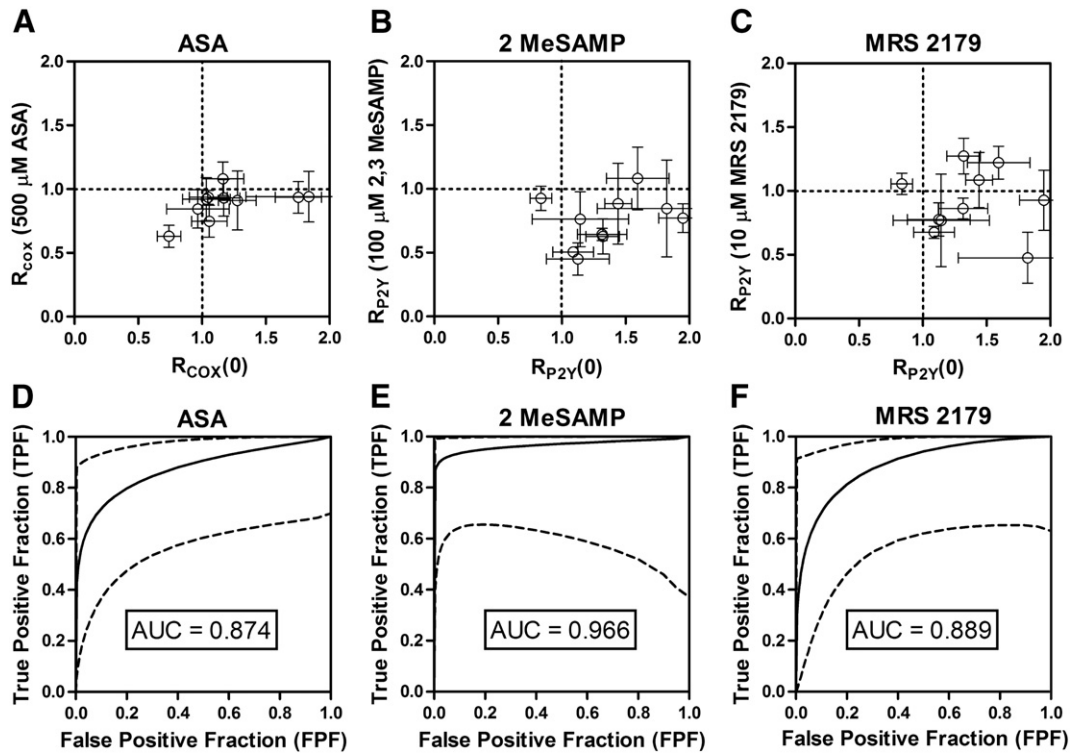 A
ASA
R_COX (500 μM ASA)
2.0
1.5
1.0
0.5
0.0
0.0 0.5 1.0 1.5 2.0
R_COX(0)
B
2 MeSAMP
R_P2Y (100 μM 2,3 MeSAMP)
2.0
1.5
1.0
0.5
0.0
0.0 0.5 1.0 1.5 2.0
R_P2Y(0)
C
MRS 2179
R_P2Y (10 μM MRS 2179)
2.0
1.5
1.0
0.5
0.0
0.0 0.5 1.0 1.5 2.0
R_P2Y(0)
D
ASA
True Positive Fraction (TPF)
1.0
0.8
0.6
0.4
0.2
0.0
AUC = 0.874
0.0 0.2 0.4 0.6 0.8 1.0
False Positive Fraction (FPF)
E
2 MeSAMP
True Positive Fraction (TPF)
1.0
0.8
0.6
0.4
0.2
0.0
AUC = 0.966
0.0 0.2 0.4 0.6 0.8 1.0
False Positive Fraction (FPF)
F
MRS 2179
True Positive Fraction (TPF)
1.0
0.8
0.6
0.4
0.2
0.0
AUC = 0.889
0.0 0.2 0.4 0.6 0.8 1.0
False Positive Fraction (FPF)